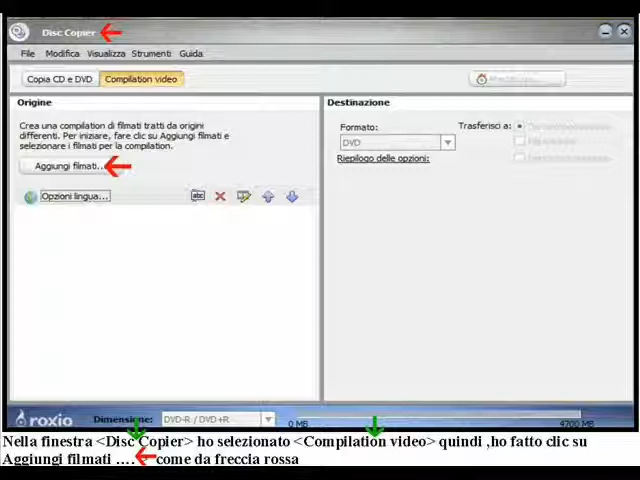 Disc Copier
File Modifica Visualizza Strumenti Guida
Copia CD e DVD Compilation video
Origine
Crea una compilation di filmati tratti da origini
differenti. Per iniziare, fare clic su Aggiungi filmati e
selezionare i filmati per la compilation.
Aggiungi filmati...
Opzioni lingua...
abc
Destinazione
Formato:
Trasferisci a:
DVD
Riepilogo delle opzioni:
roxio
Dimensione: DVD-R / DVD+R
0 MB
4700 MB
Nella finestra <Disc Copier> ho selezionato <Compilation video> quindi ,ho fatto clic su
Aggiungi filmati .... come da freccia rossa